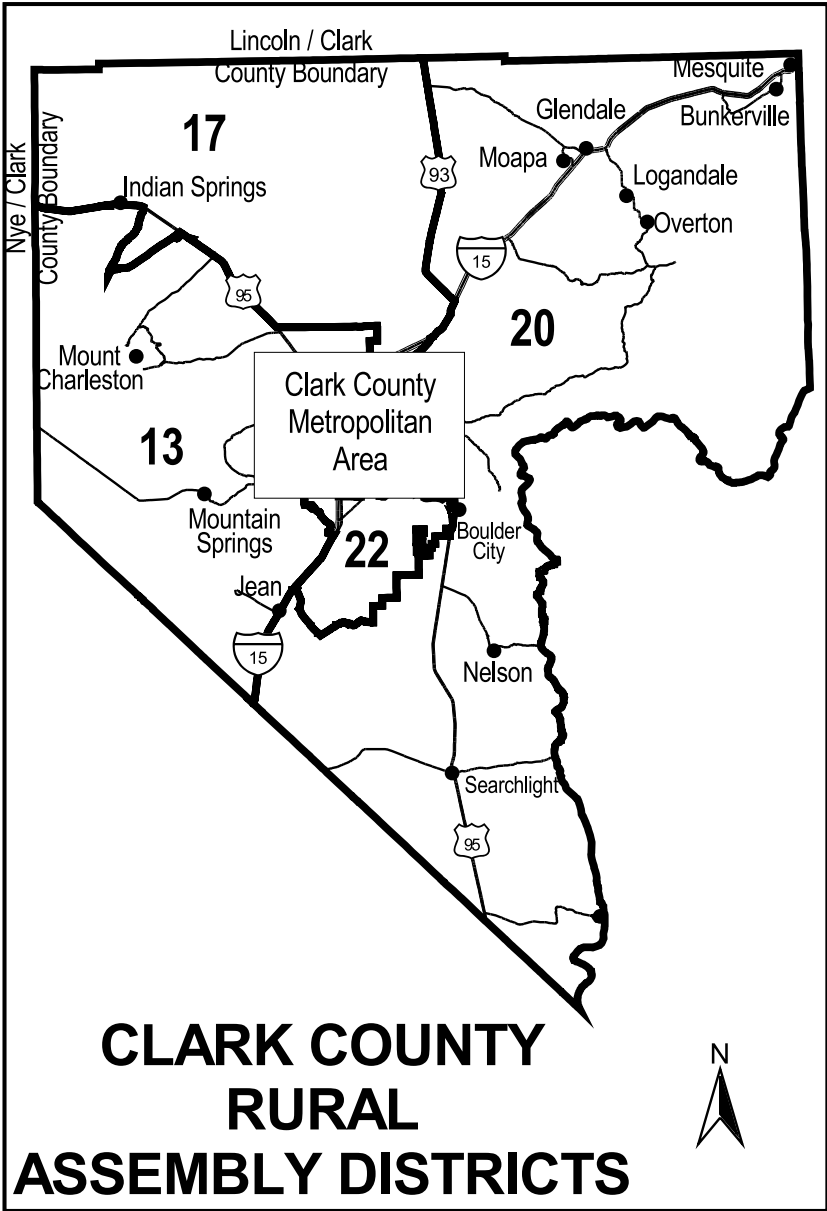 Lincoln / Clark
County Boundary
Mesquite
Bunkerville
Glendale
17
Moapa
93
Logandale
Nye / Clark
County Boundary
Indian Springs
Overton
15
95
20
Mount
Charleston
Clark County
Metropolitan
Area
13
Mountain
Springs
22
Boulder
City
Jean
15
Nelson
Searchlight
95
CLARK COUNTY
RURAL
ASSEMBLY DISTRICTS
N